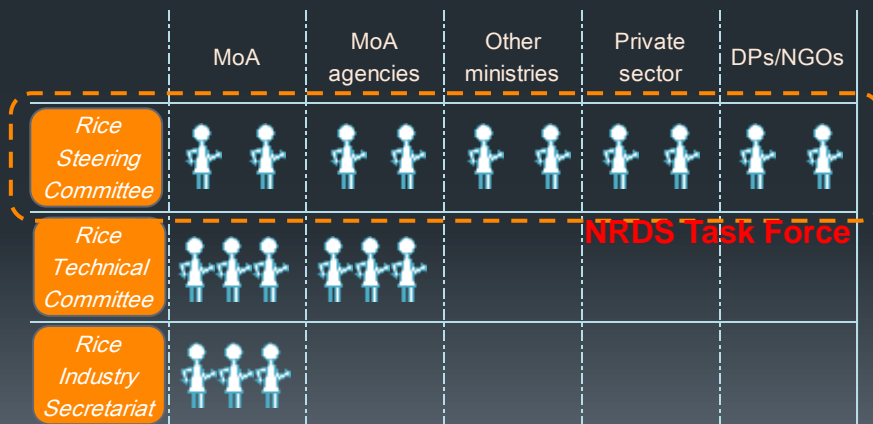 MoA
MoA
agencies
Other
ministries
Private
sector
DPs/NGOs
Rice
Steering
Committee
NRDS Task Force
Rice
Technical
Committee
Rice
Industry
Secretariat